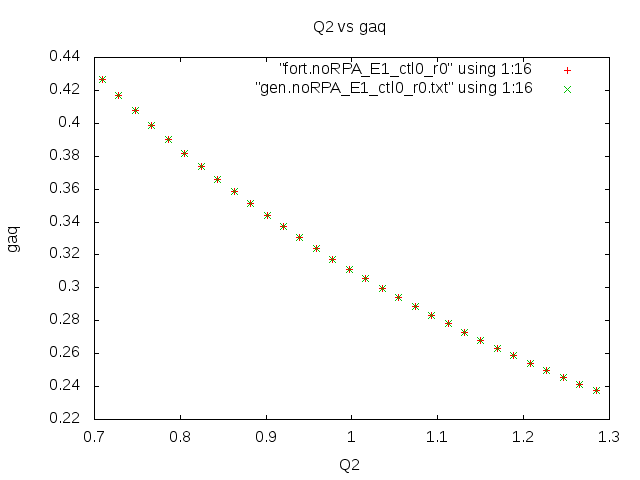 Q2 vs gaq
"fort.noRPA_E1_ctl0_r0" using 1:16
"gen.noRPA_E1_ctl0_r0.txt" using 1:16
0.44
0.42
0.4
0.38
0.36
0.34
0.32
0.3
0.28
0.26
0.24
0.22
gaq
0.7 0.8 0.9 1 1.1 1.2 1.3
Q2